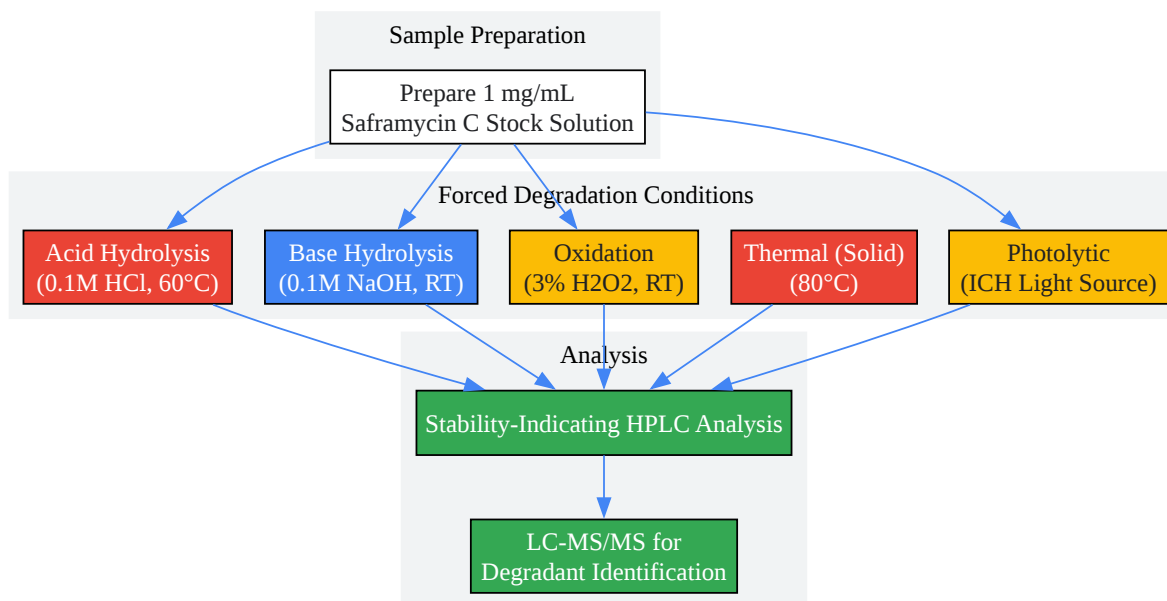 Sample Preparation
Prepare 1 mg/mL
Saframycin C Stock Solution
Forced Degradation Conditions
Acid Hydrolysis
(0.1M HCl, 60°C)
Base Hydrolysis
(0.1M NaOH, RT)
Oxidation
(3% H2O2, RT)
Thermal (Solid)
(80°C)
Photolytic
(ICH Light Source)
Analysis
Stability-Indicating HPLC Analysis
LC-MS/MS for
Degradant Identification